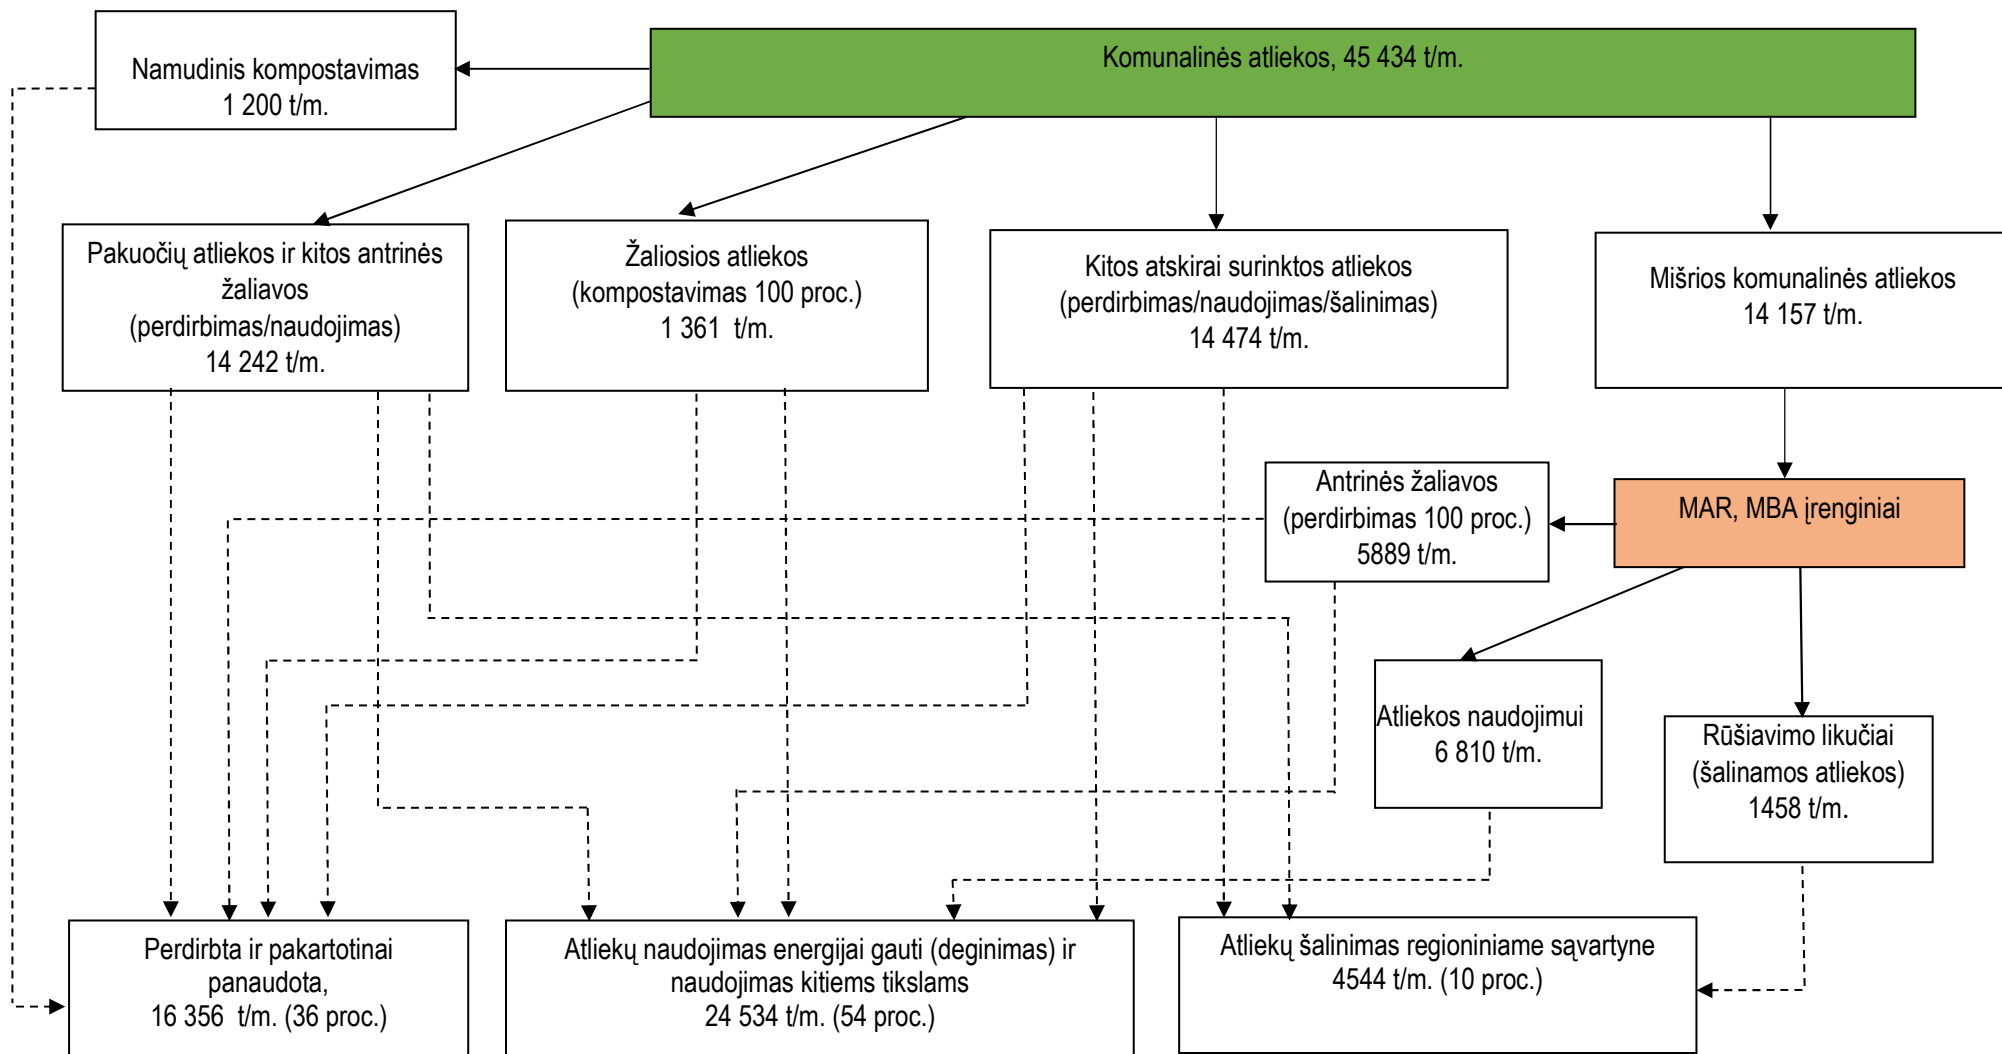 Namudinis kompostavimas
1 200 t/m.
Komunalinės atliekos, 45 434 t/m.
Pakuočių atliekos ir kitos antrinės
žaliavos
(perdirbimas/naudojimas)
14 242 t/m.
Žaliosios atliekos
(kompostavimas 100 proc.)
1 361 t/m.
Kitos atskirai surinktos atliekos
(perdirbimas/naudojimas/šalinimas)
14 474 t/m.
Mišrios komunalinės atliekos
14 157 t/m.
Antrinės žaliavos
(perdirbimas 100 proc.)
5889 t/m.
MAR, MBA įrenginiai
Atliekos naudojimui
6 810 t/m.
Rūšiavimo likučiai
(šalinamos atliekos)
1458 t/m.
Perdirbta ir pakartotinai
panaudota,
16 356 t/m. (36 proc.)
Atliekų naudojimas energijai gauti (deginimas) ir
naudojimas kitiems tikslams
24 534 t/m. (54 proc.)
Atliekų šalinimas regioniniame sąvartyne
4544 t/m. (10 proc.)